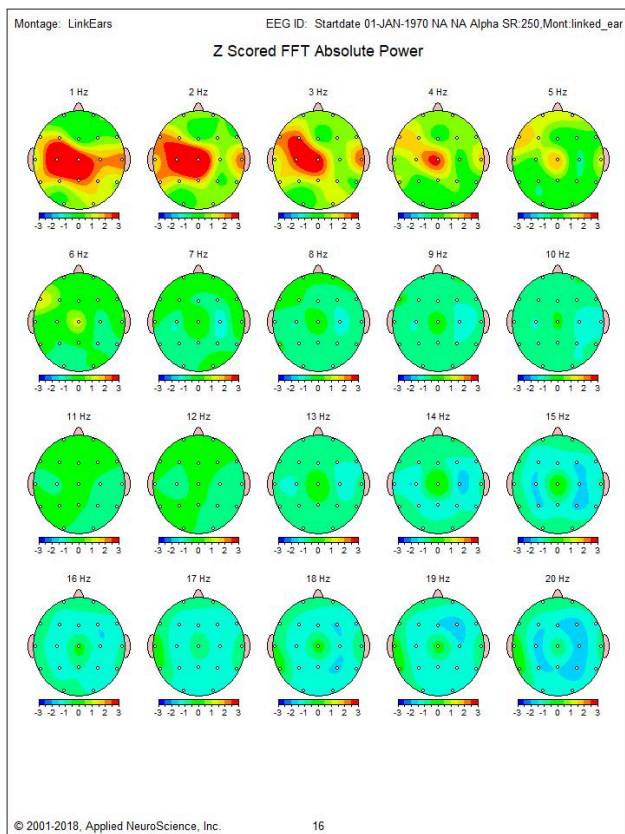 Montage: LinkEars EEG ID: Startdate 01-JAN-1970 NA NA Alpha SR:250,Mont:linked_ear
Z Scored FFT Absolute Power
1 Hz 2 Hz 3 Hz 4 Hz 5 Hz
-3 -2 -1 0 1 2 3 -3 -2 -1 0 1 2 3 -3 -2 -1 0 1 2 3 -3 -2 -1 0 1 2 3 -3 -2 -1 0 1 2 3
6 Hz 7 Hz 8 Hz 9 Hz 10 Hz
-3 -2 -1 0 1 2 3 -3 -2 -1 0 1 2 3 -3 -2 -1 0 1 2 3 -3 -2 -1 0 1 2 3 -3 -2 -1 0 1 2 3
11 Hz 12 Hz 13 Hz 14 Hz 15 Hz
-3 -2 -1 0 1 2 3 -3 -2 -1 0 1 2 3 -3 -2 -1 0 1 2 3 -3 -2 -1 0 1 2 3 -3 -2 -1 0 1 2 3
16 Hz 17 Hz 18 Hz 19 Hz 20 Hz
-3 -2 -1 0 1 2 3 -3 -2 -1 0 1 2 3 -3 -2 -1 0 1 2 3 -3 -2 -1 0 1 2 3 -3 -2 -1 0 1 2 3
© 2001-2018, Applied NeuroScience, Inc. 16